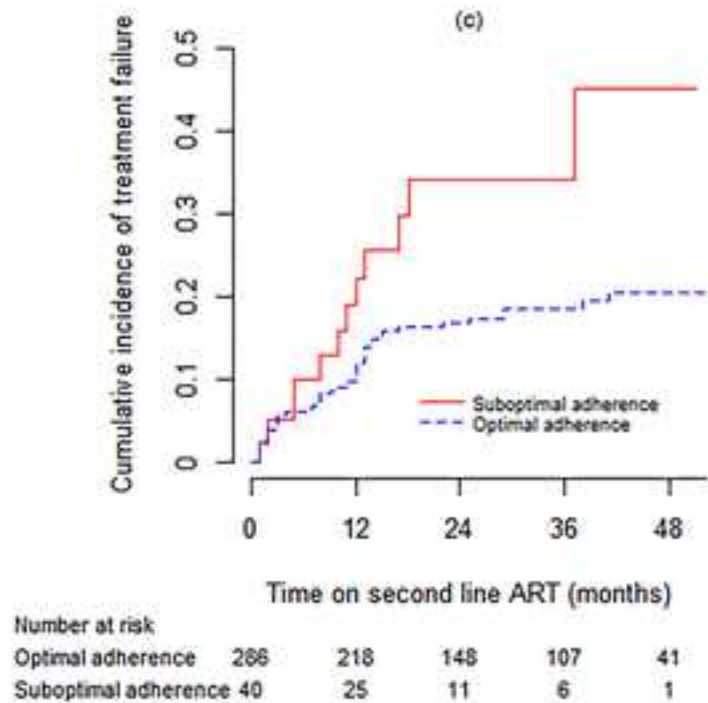 (c)
Cumulative incidence of treatment failure
0.5
0.4
0.3
0.2
0.1
0
Suboptimal adherence
Optimal adherence
0 12 24 36 48
Time on second line ART (months)
Number at risk
Optimal adherence 286 218 148 107 41
Suboptimal adherence 40 25 11 6 1